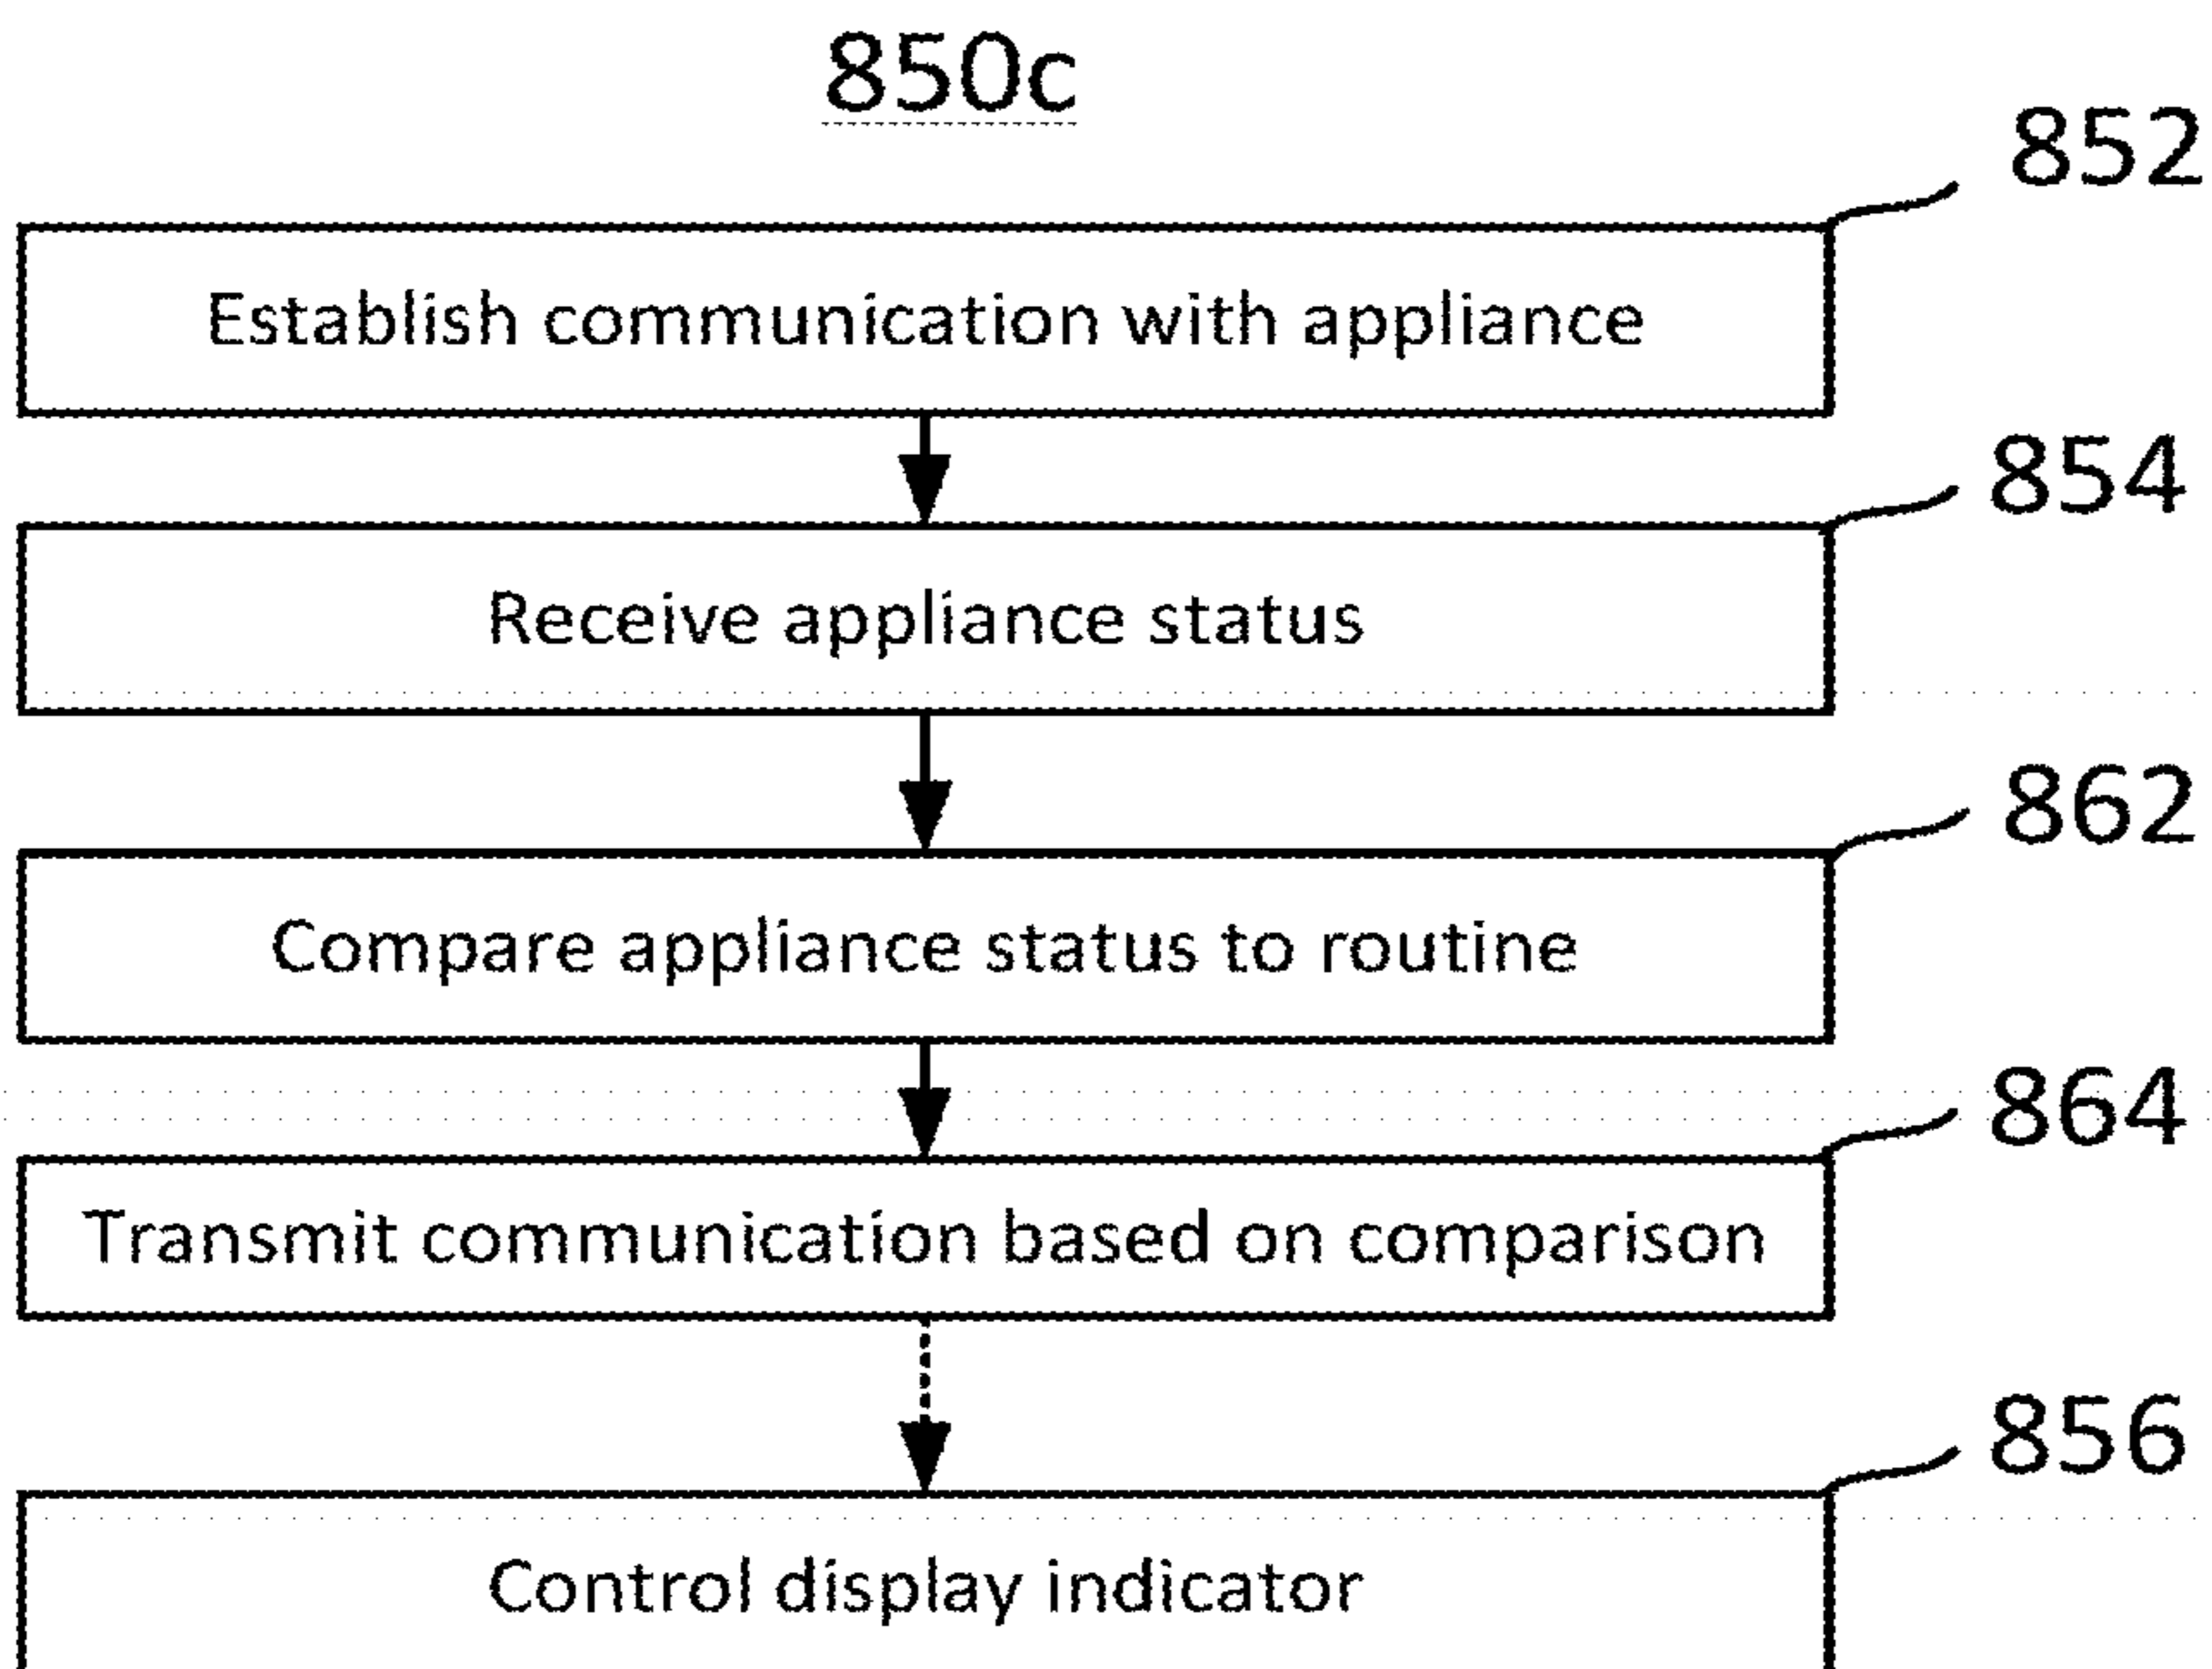 850c
852
Establish communication with appliance
854
Receive appliance status
862
Compare appliance status to routine
864
Transmit communication based on comparison
856
Control display indicator